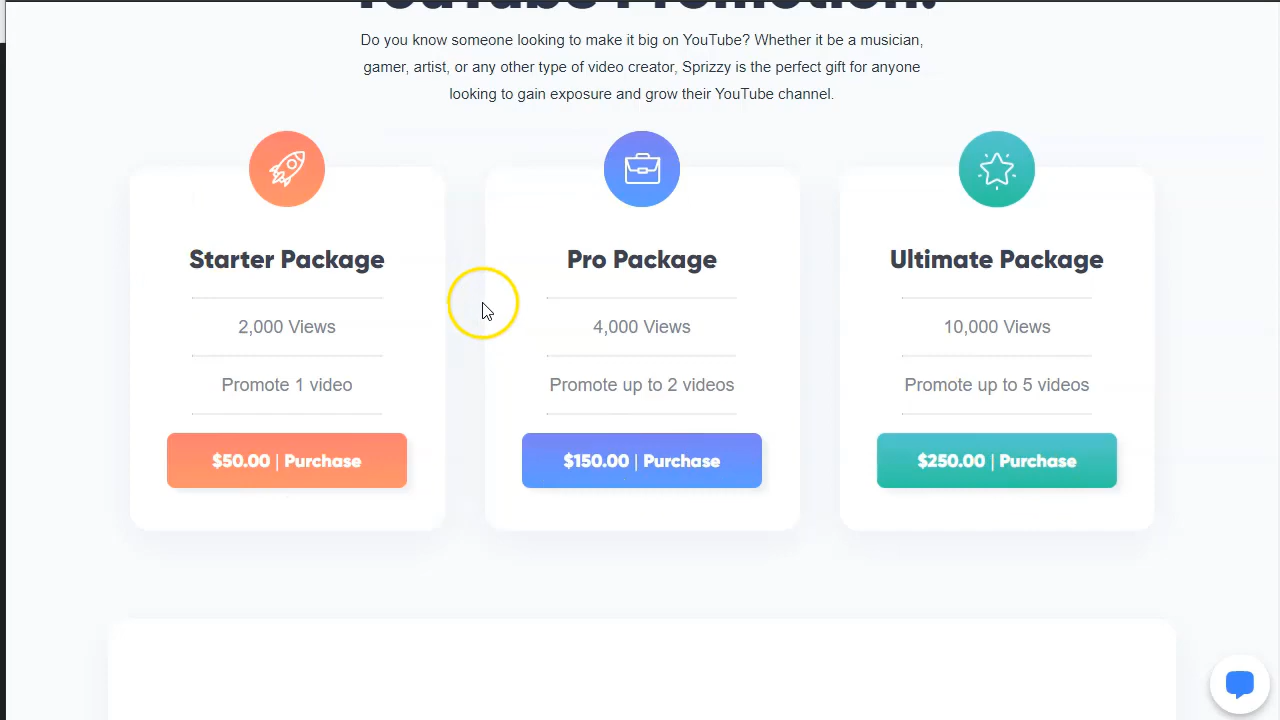 YouTube Promotion!
Do you know someone looking to make it big on YouTube? Whether it be a musician,
gamer, artist, or any other type of video creator, Sprizzy is the perfect gift for anyone
looking to gain exposure and grow their YouTube channel.
Starter Package
2,000 Views
Promote 1 video
$50.00 | Purchase
Pro Package
4,000 Views
Promote up to 2 videos
$150.00 | Purchase
Ultimate Package
10,000 Views
Promote up to 5 videos
$250.00 | Purchase